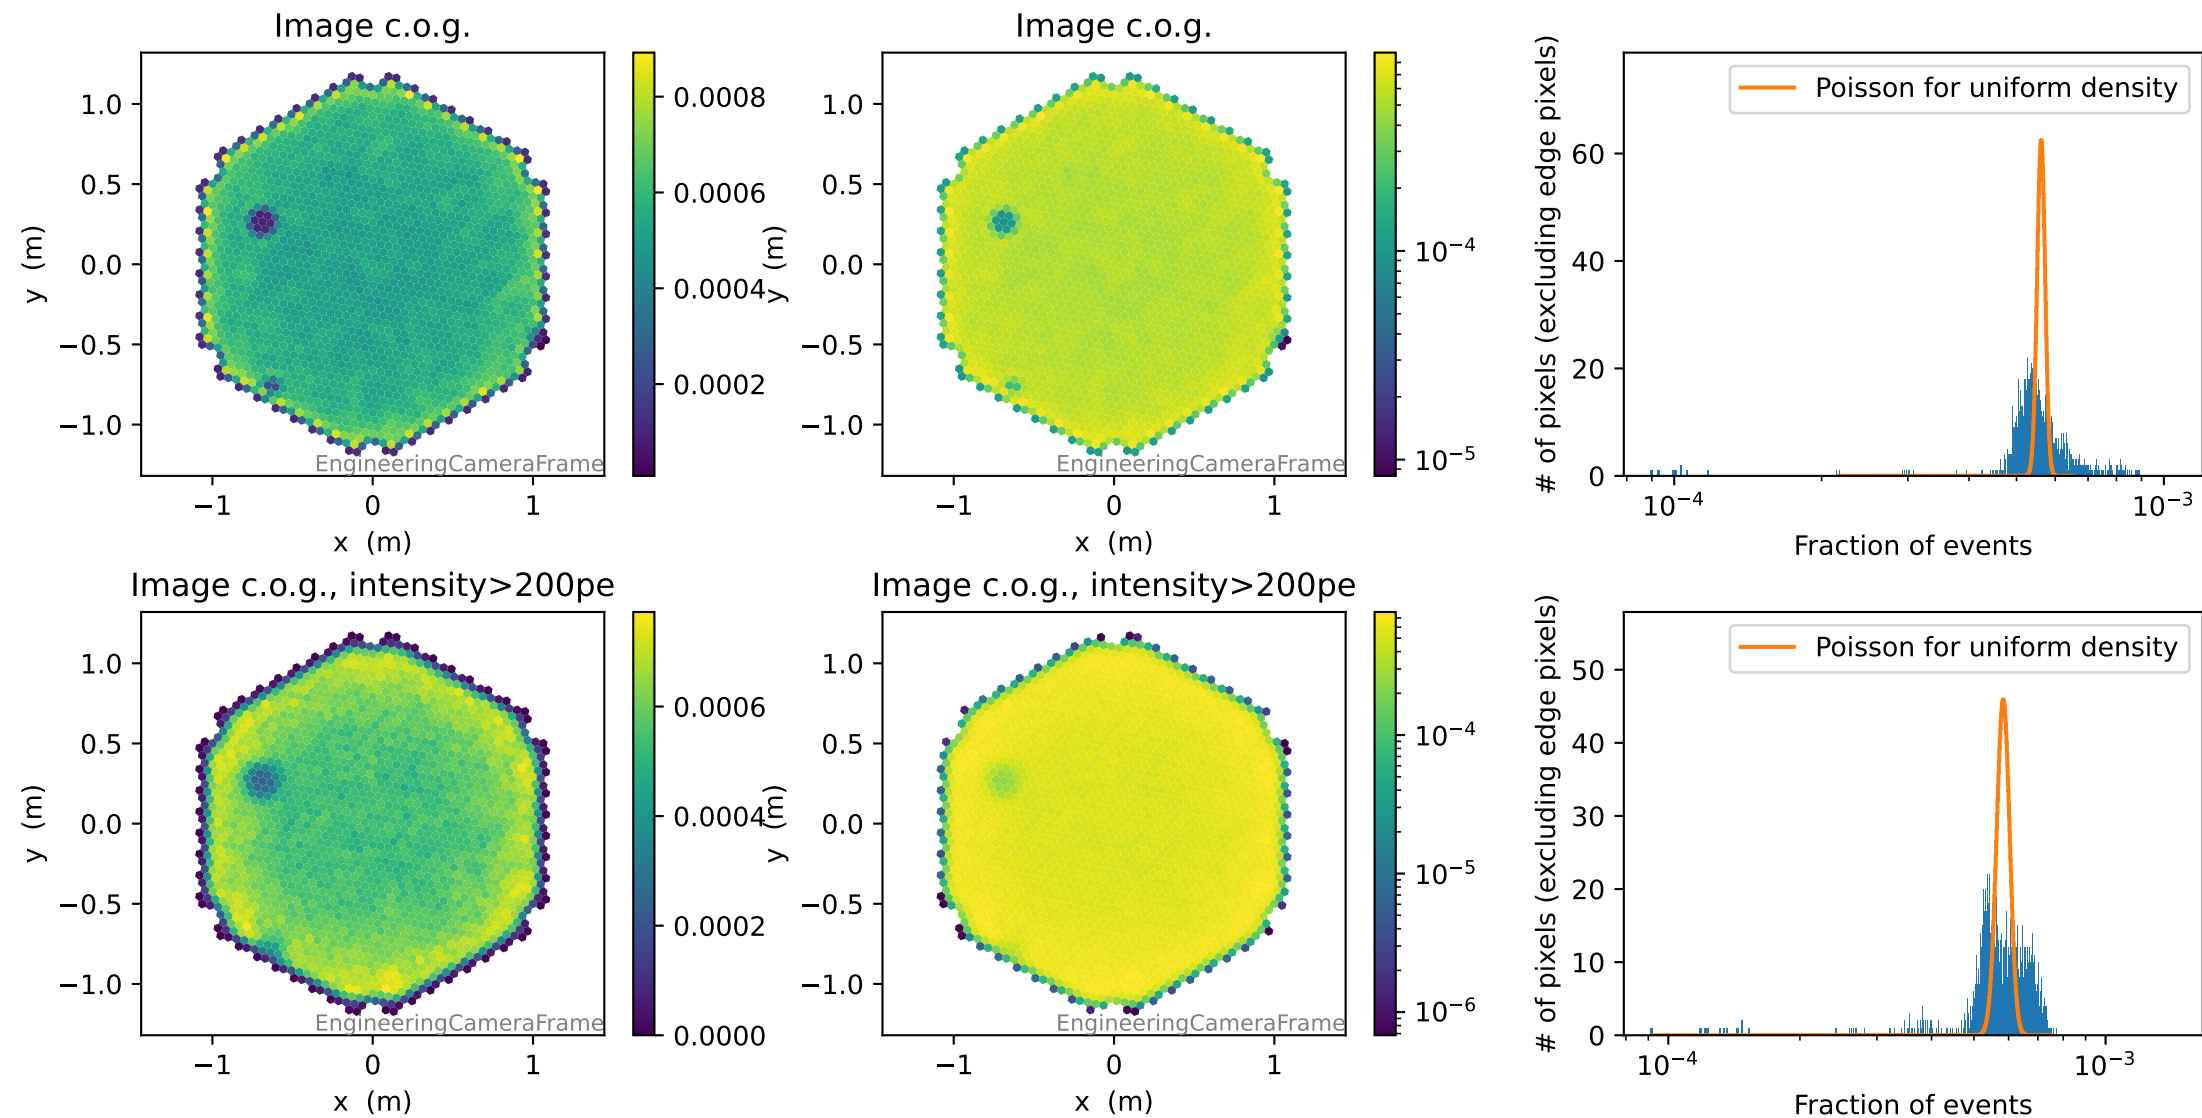 Image c.o.g.
1.0
0.5
0.0
−0.5
−1.0
y (m)
−1
0
1
x (m)
EngineeringCameraFrame
0.0008
0.0006
0.0004
0.0002
Image c.o.g.
1.0
0.5
0.0
−0.5
−1.0
y (m)
−1
0
1
x (m)
EngineeringCameraFrame
10⁻⁴
10⁻⁵
Poisson for uniform density
# of pixels (excluding edge pixels)
60
40
20
0
10⁻⁴
10⁻³
Fraction of events
Image c.o.g., intensity>200pe
1.0
0.5
0.0
−0.5
−1.0
y (m)
−1
0
1
x (m)
EngineeringCameraFrame
0.0006
0.0004
0.0002
0.0000
Image c.o.g., intensity>200pe
1.0
0.5
0.0
−0.5
−1.0
y (m)
−1
0
1
x (m)
EngineeringCameraFrame
10⁻⁴
10⁻⁵
10⁻⁶
Poisson for uniform density
# of pixels (excluding edge pixels)
50
40
30
20
10
0
10⁻⁴
10⁻³
Fraction of events